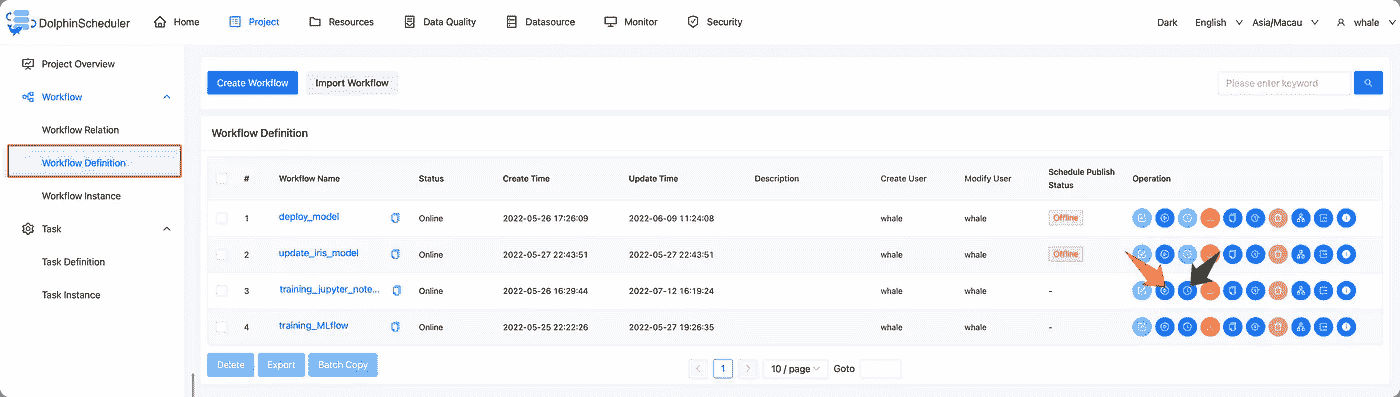 DolphinScheduler Home Project Resources Data Quality Datasource Monitor Security Dark English Asia/Macau whale
Project Overview
Workflow
Workflow Relation
Workflow Definition
Workflow Instance
Task
Task Definition
Task Instance
Create Workflow Import Workflow Please enter keyword
Workflow Definition
# Workflow Name Status Create Time Update Time Description Create User Modify User Schedule Publish Status Operation
1 deploy_model Online 2022-05-26 17:26:09 2022-06-09 11:24:08 whale whale Offline
2 update_iris_model Online 2022-05-27 22:43:51 2022-05-27 22:43:51 whale whale Offline
3 training_jupyter_note... Online 2022-05-26 16:29:44 2022-07-12 16:19:24 whale whale -
4 training_MLflow Online 2022-05-25 22:22:26 2022-05-27 19:26:35 whale whale -
Delete Export Batch Copy 1 10 / page Goto